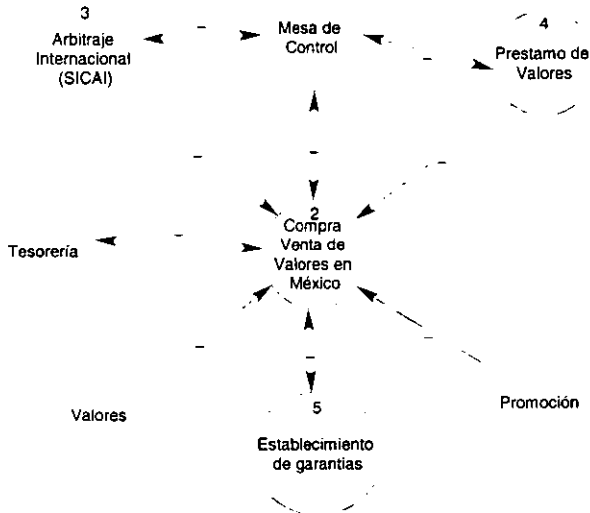 3
Arbitraje
Internacional
(SICAI)
Mesa de
Control
4
Prestamo de
Valores
Tesorería
2
Compra
Venta de
Valores en
México
Valores
5
Establecimiento
de garantias
Promoción